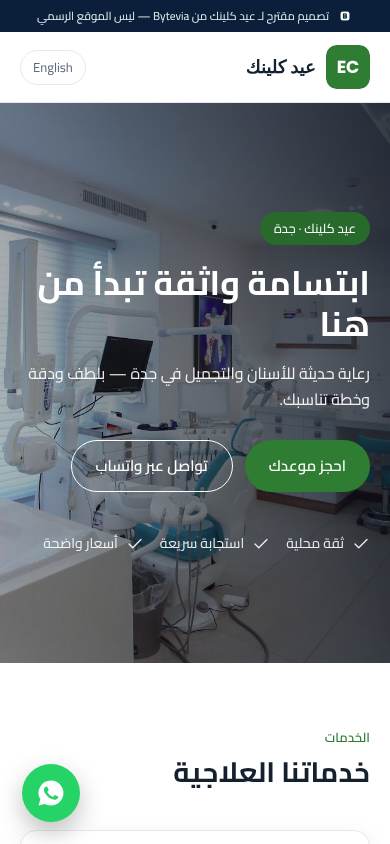 تصميم مقترح لـ عيد كلينك من Bytevia — ليس الموقع الرسمي
B
EC
عيد كلينك
English
عيد كلينك · جدة
ابتسامة واثقة تبدأ من
هنا
رعاية حديثة للأسنان والتجميل في جدة — بلطف ودقة
وخطة تناسبك.
احجز موعدك
تواصل عبر واتساب
ثقة محلية
استجابة سريعة
أسعار واضحة
الخدمات
خدماتنا العلاجية